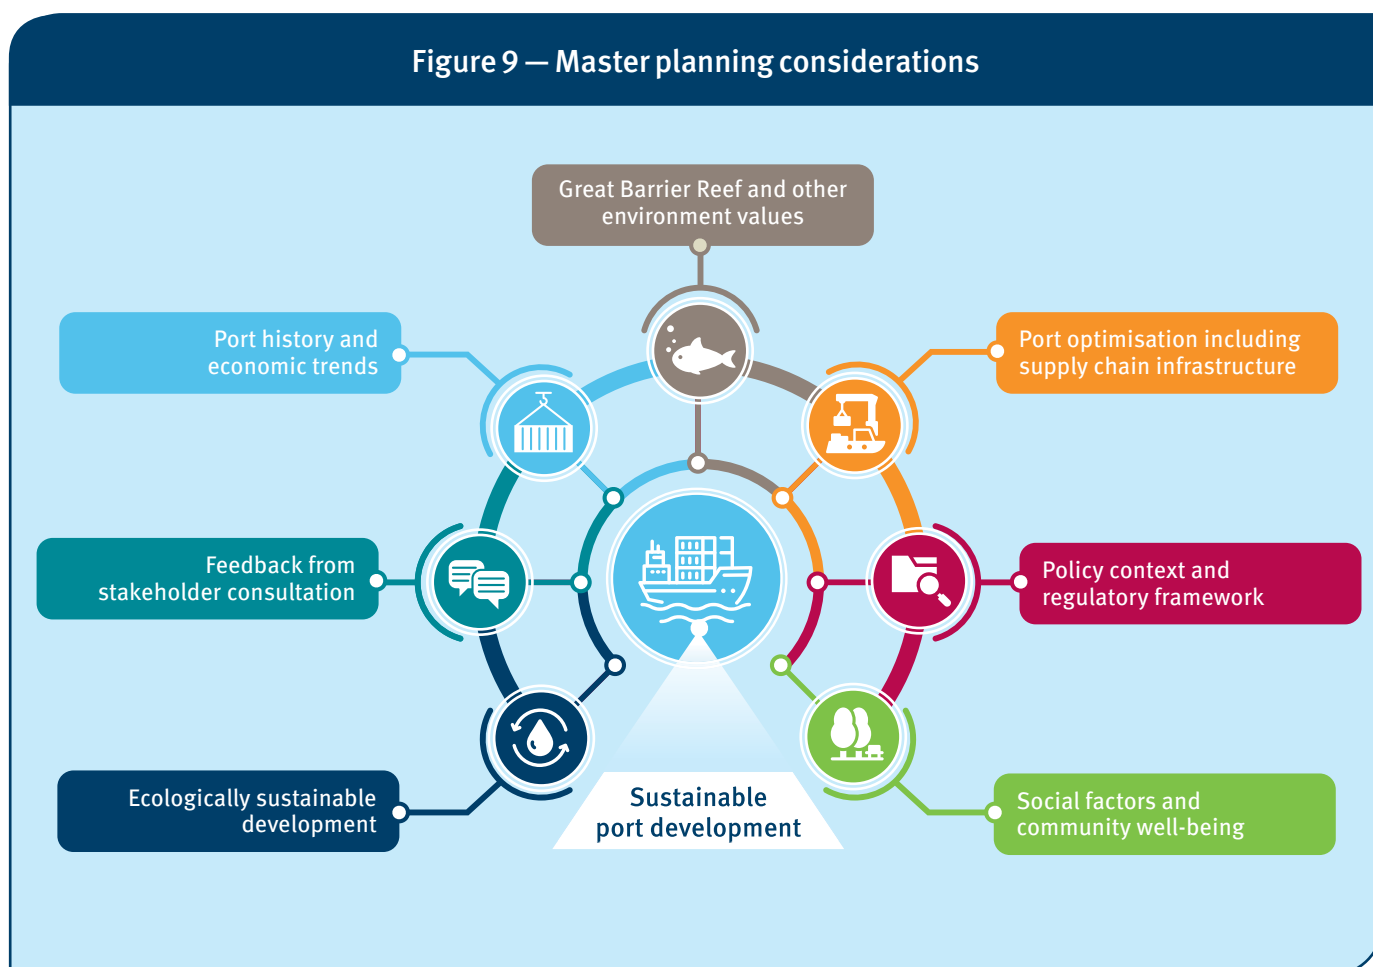 Figure 9 — Master planning considerations
Great Barrier Reef and other
environment values
Port history and
economic trends
Port optimisation including
supply chain infrastructure
Feedback from
stakeholder consultation
Policy context and
regulatory framework
Ecologically sustainable
development
Sustainable
port development
Social factors and
community well-being